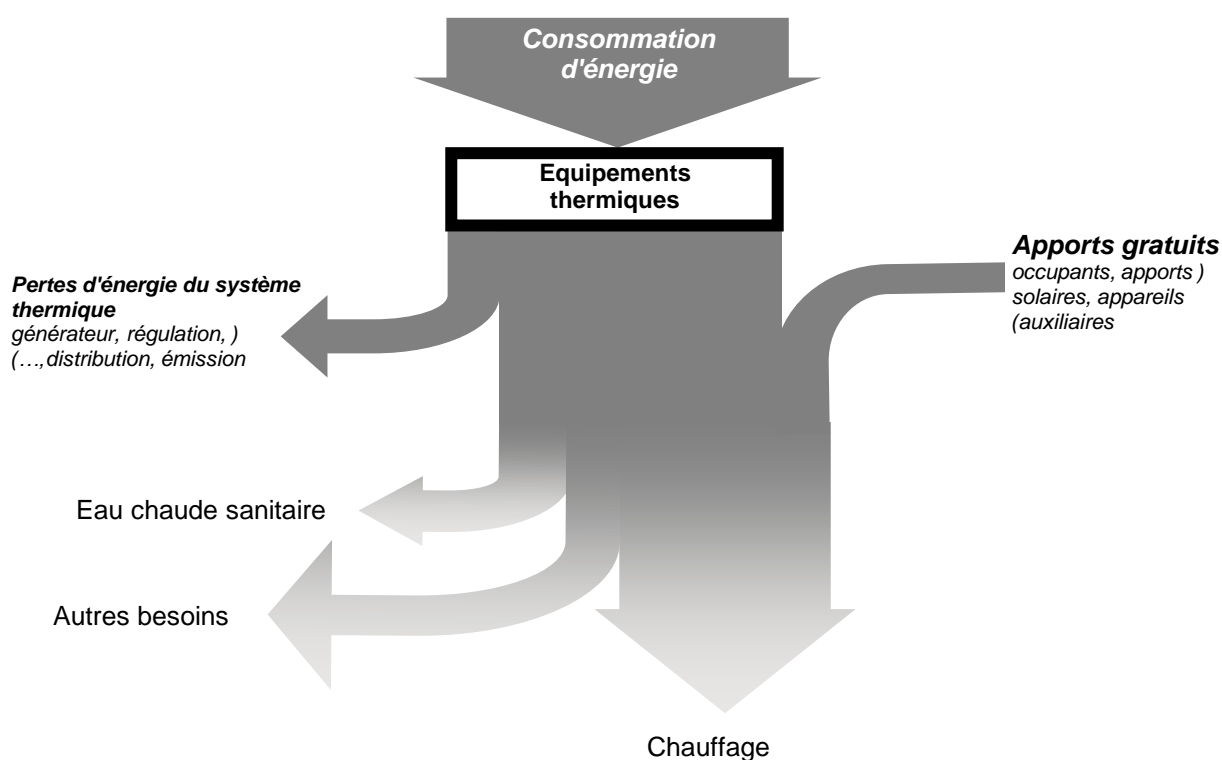 Consommation
d'énergie
Equipements
thermiques
Apports gratuits
occupants, apports )
solaires, appareils
(auxiliaires
Pertes d'énergie du système
thermique
générateur, régulation, )
(…,distribution, émission
Eau chaude sanitaire
Autres besoins
Chauffage